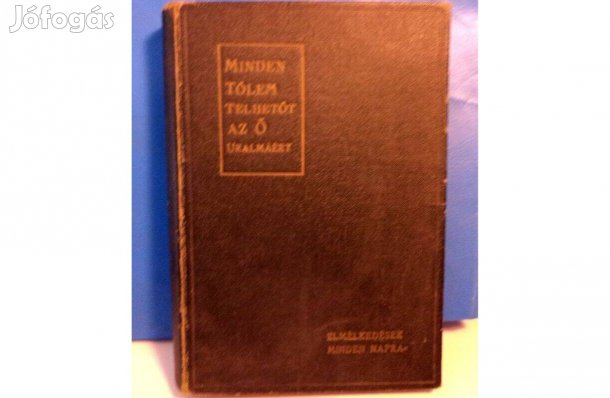 Jófogás
MINDEN
TŐLEM
TELHETŐT
AZ Ő
URALMÁÉRT
ELMÉLKEDÉSEK
MINDEN NAPRA